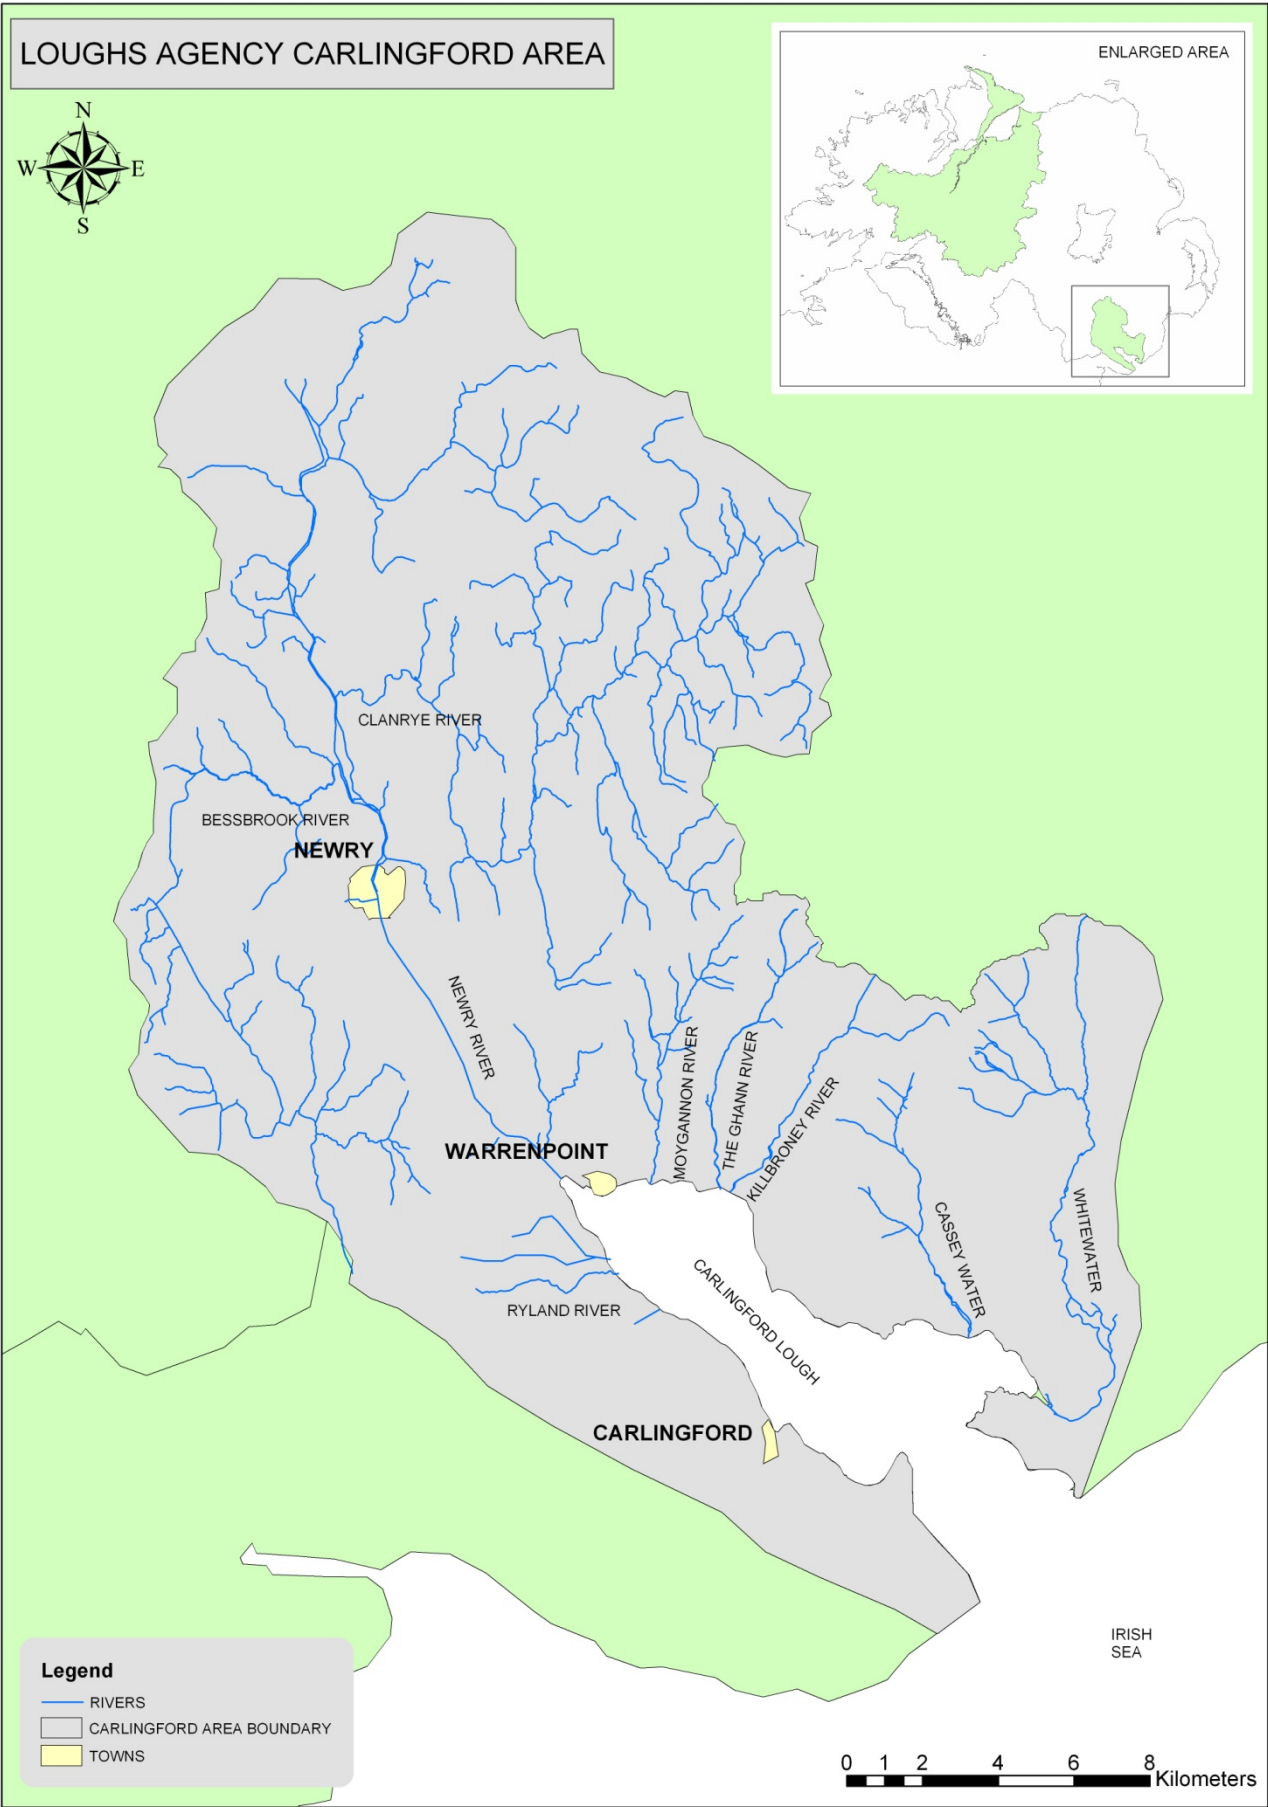 LOUGHS AGENCY CARLINGFORD AREA
ENLARGED AREA
N
W
E
S
CLANRYE RIVER
BESSBROOK RIVER
NEWRY
NEWRY RIVER
WARRENPOINT
MOYGANNON RIVER
THE GHANN RIVER
KILLBRONEY RIVER
CASSEY WATER
WHITEWATER
RYLAND RIVER
CARLINGFORD LOUGH
CARLINGFORD
IRISH
SEA
Legend
RIVERS
CARLINGFORD AREA BOUNDARY
TOWNS
0 1 2 4 6 8
Kilometers